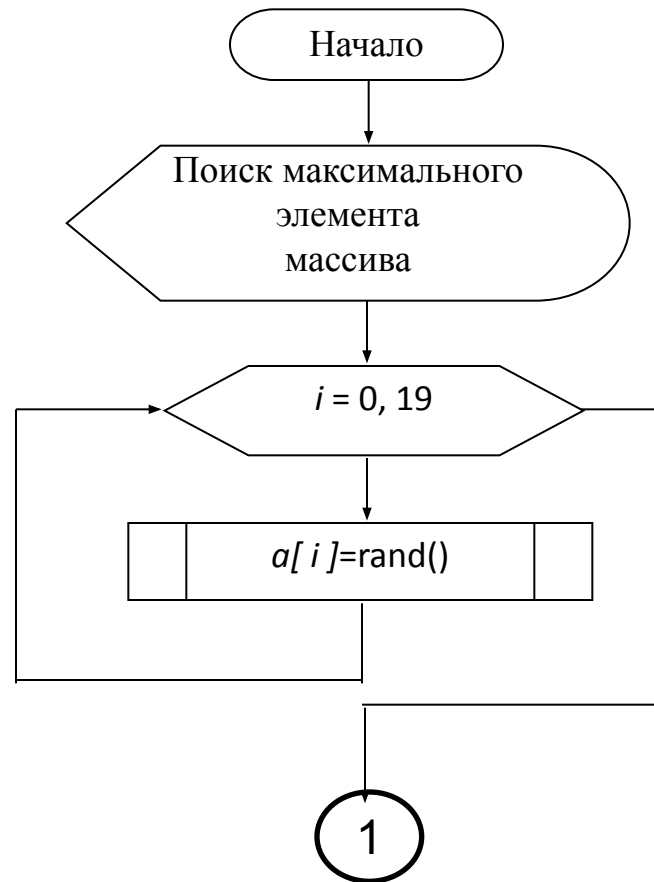 Начало
Поиск максимального
элемента
массива
i = 0, 19
a[ i ]=rand()
1